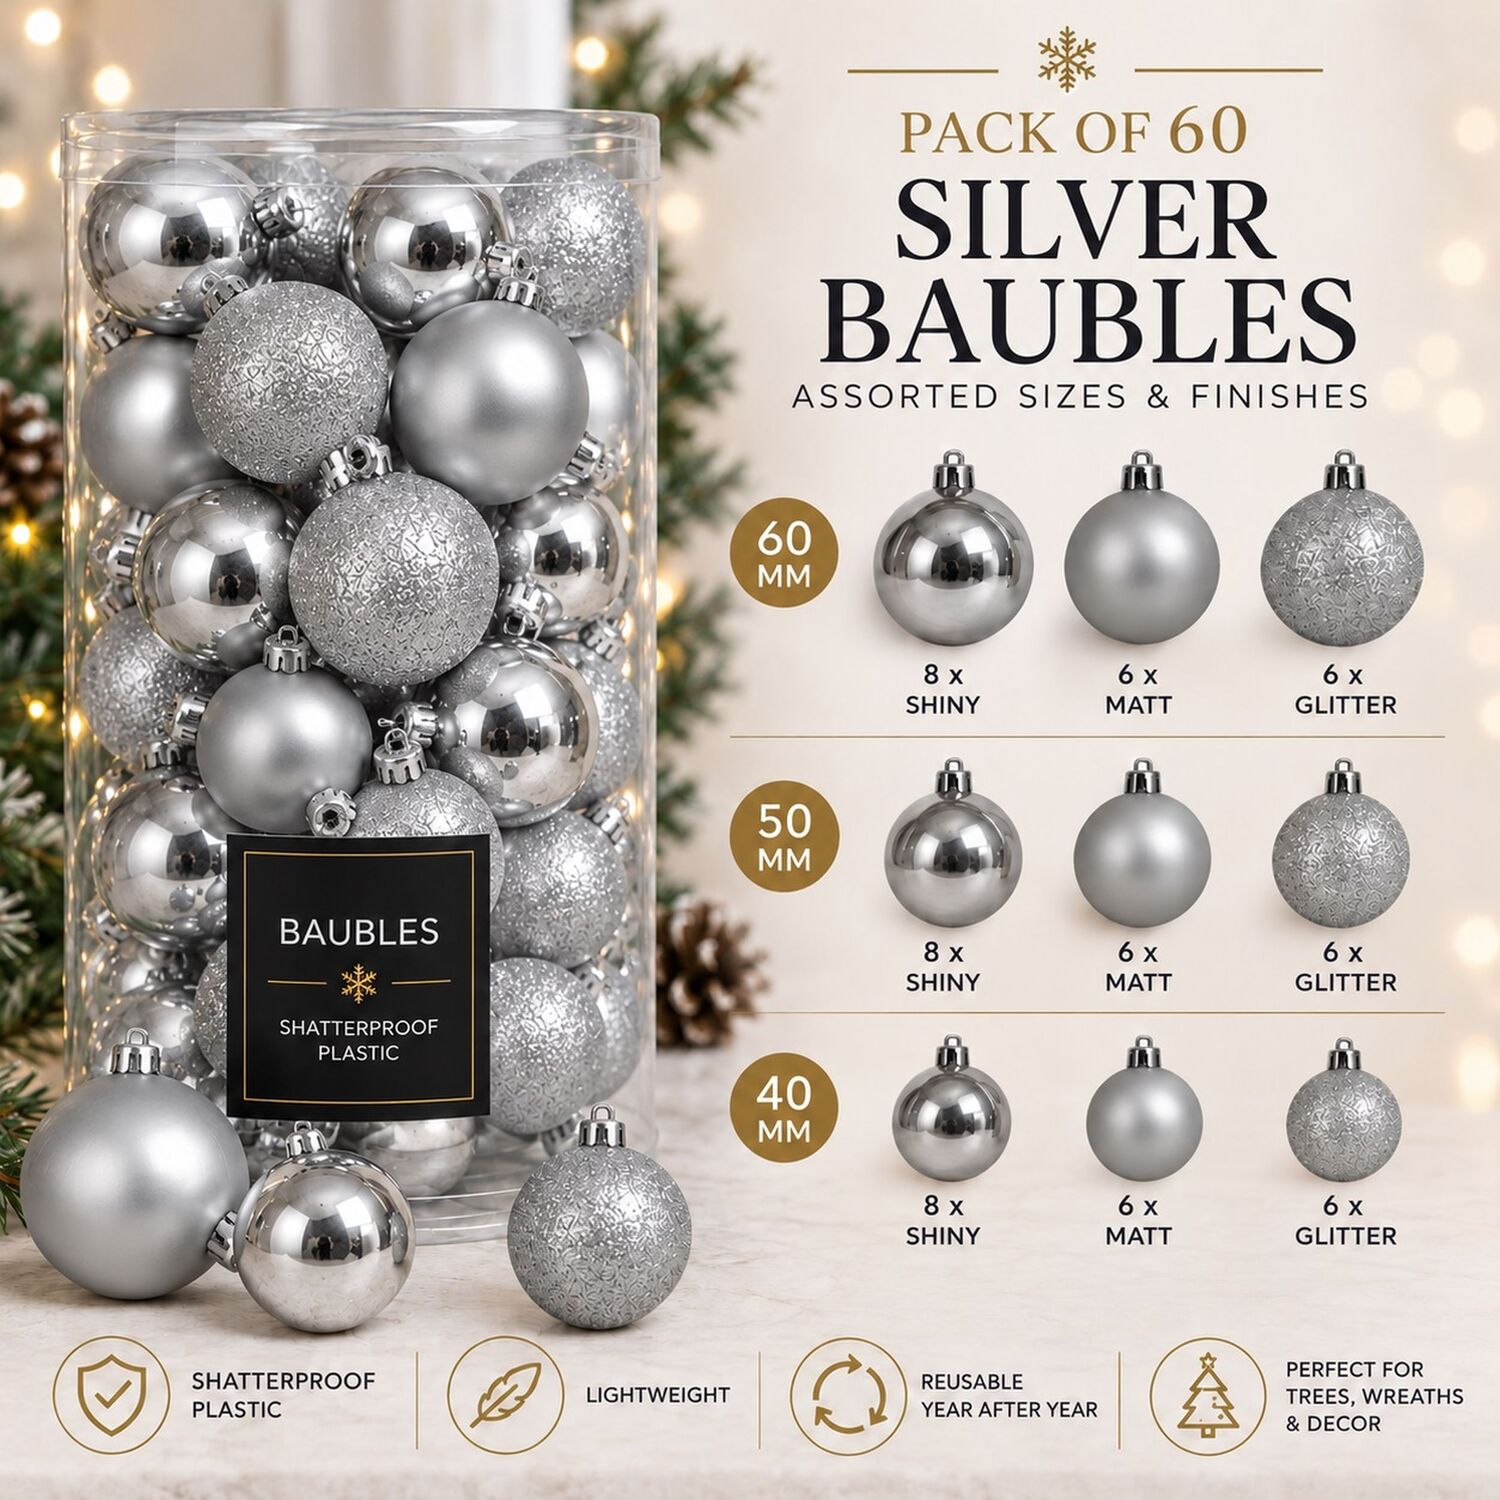 PACK OF 60
SILVER
BAUBLES
ASSORTED SIZES & FINISHES
60
MM
8 x
SHINY
6 x
MATT
6 x
GLITTER
50
MM
8 x
SHINY
6 x
MATT
6 x
GLITTER
40
MM
8 x
SHINY
6 x
MATT
6 x
GLITTER
BAUBLES
SHATTERPROOF
PLASTIC
SHATTERPROOF
PLASTIC
LIGHTWEIGHT
REUSABLE
YEAR AFTER YEAR
PERFECT FOR
TREES, WREATHS
& DECOR